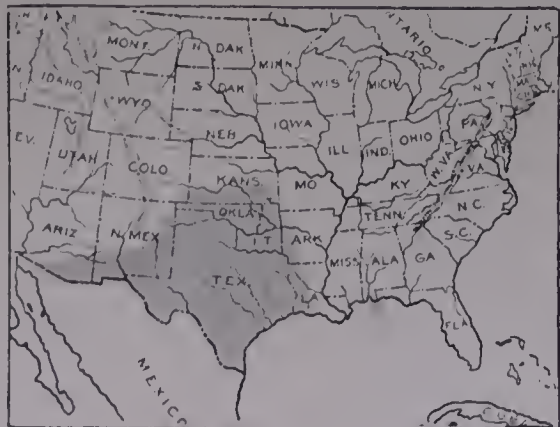 ONTARIO
MONT.
N DAK
MINN
IDAHO
WIS
MICH
N.Y.
S DAK
WYO
IOWA
PA.
NEB
EV.
UTAH
COLO
ILL
IND.
OHIO
W.VA.
VA.
KANS.
MO
KY
N.C.
TENN.
OKLA.
I.T.
ARK
S.C.
ARIZ
N. MEX
MISS
ALA
GA
TEX.
LA
FLA
MEXICO
CUBA